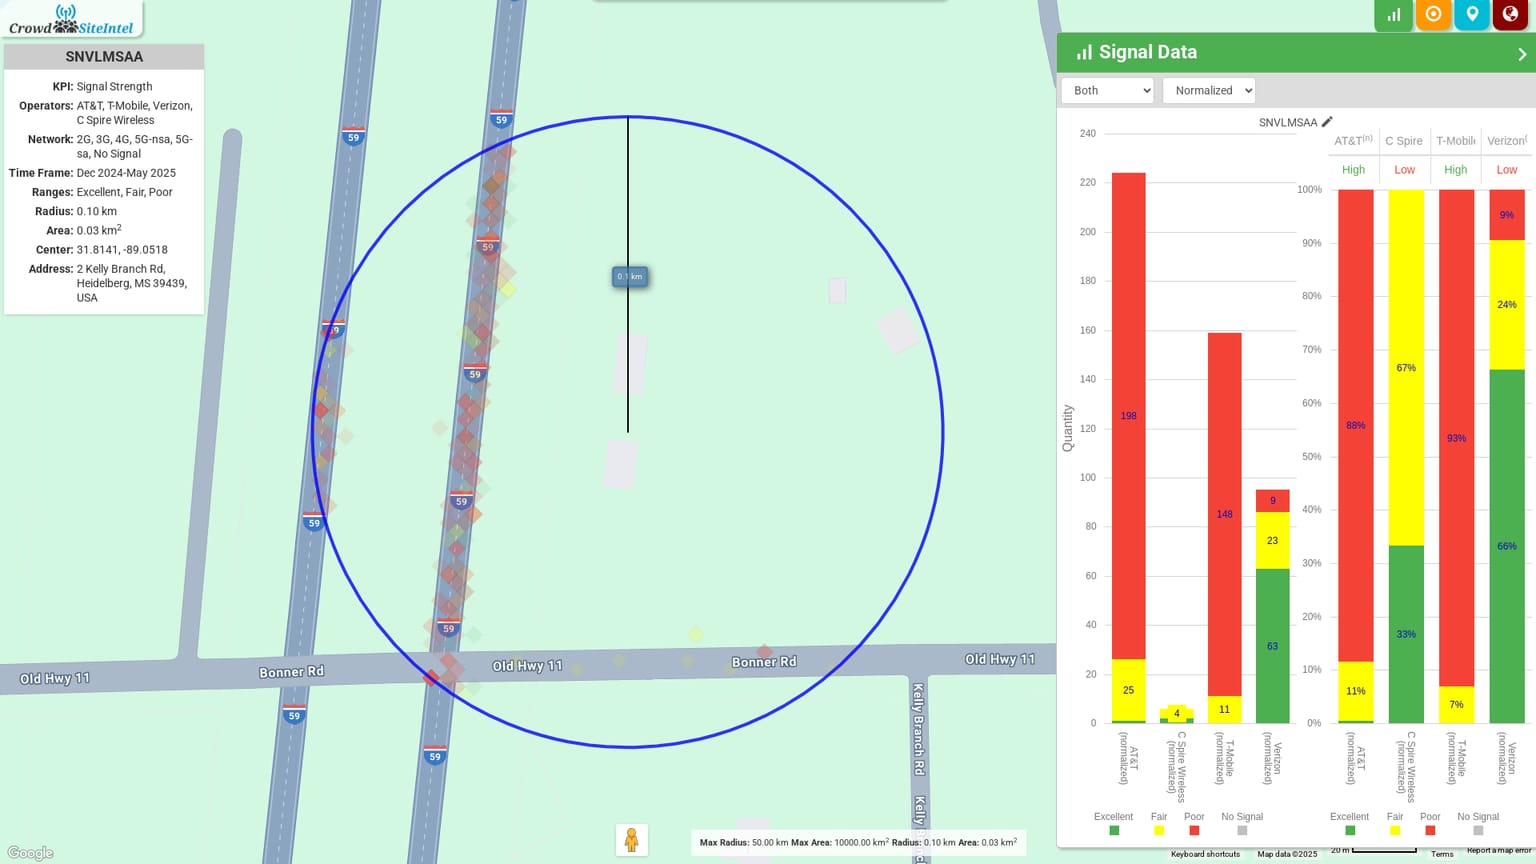 Crowd SiteIntel
SNVLMSAA
KPI: Signal Strength
Operators: AT&T, T-Mobile, Verizon,
C Spire Wireless
Network: 2G, 3G, 4G, 5G-nsa, 5G-
sa, No Signal
Time Frame: Dec 2024-May 2025
Ranges: Excellent, Fair, Poor
Radius: 0.10 km
Area: 0.03 km2
Center: 31.8141, -89.0518
Address: 2 Kelly Branch Rd,
Heidelberg, MS 39439,
USA
59
59
59
59
59
59
59
59
59
59
0.1 km
Old Hwy 11
Bonner Rd
Old Hwy 11
Bonner Rd
Old Hwy 11
Kelly Branch Rd
Google
Max Radius: 50.00 km Max Area: 10000.00 km2 Radius: 0.10 km Area: 0.03 km2
Signal Data
Both
Normalized
SNVLMSAA
Quantity
240
220
200
180
160
140
120
100
80
60
40
20
0
198
25
4
148
11
9
23
63
AT&T (normalized)
C Spire Wireless (normalized)
T-Mobile (normalized)
Verizon (normalized)
Excellent Fair Poor No Signal
AT&T(n) C Spire T-Mobile Verizon(
High Low High Low
100%
90%
80%
70%
60%
50%
40%
30%
20%
10%
0%
88%
11%
67%
33%
93%
7%
9%
24%
66%
AT&T (normalized)
C Spire Wireless (normalized)
T-Mobile (normalized)
Verizon (normalized)
Excellent Fair Poor No Signal
Keyboard shortcuts
Map data ©2025
20 m
Terms
Report a map error